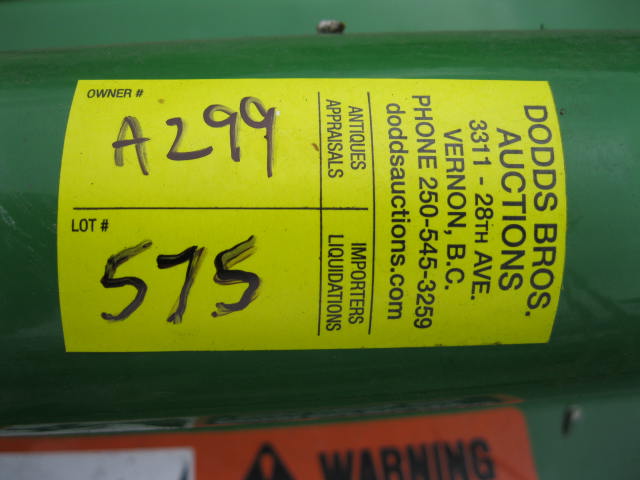 OWNER #
A299
LOT #
575
ANTIQUES
APPRAISALS
IMPORTERS
LIQUIDATIONS
DODDS BROS.
AUCTIONS
3311 - 28TH AVE.
VERNON, B.C.
PHONE 250-545-3259
doddsauctions.com
WARNING